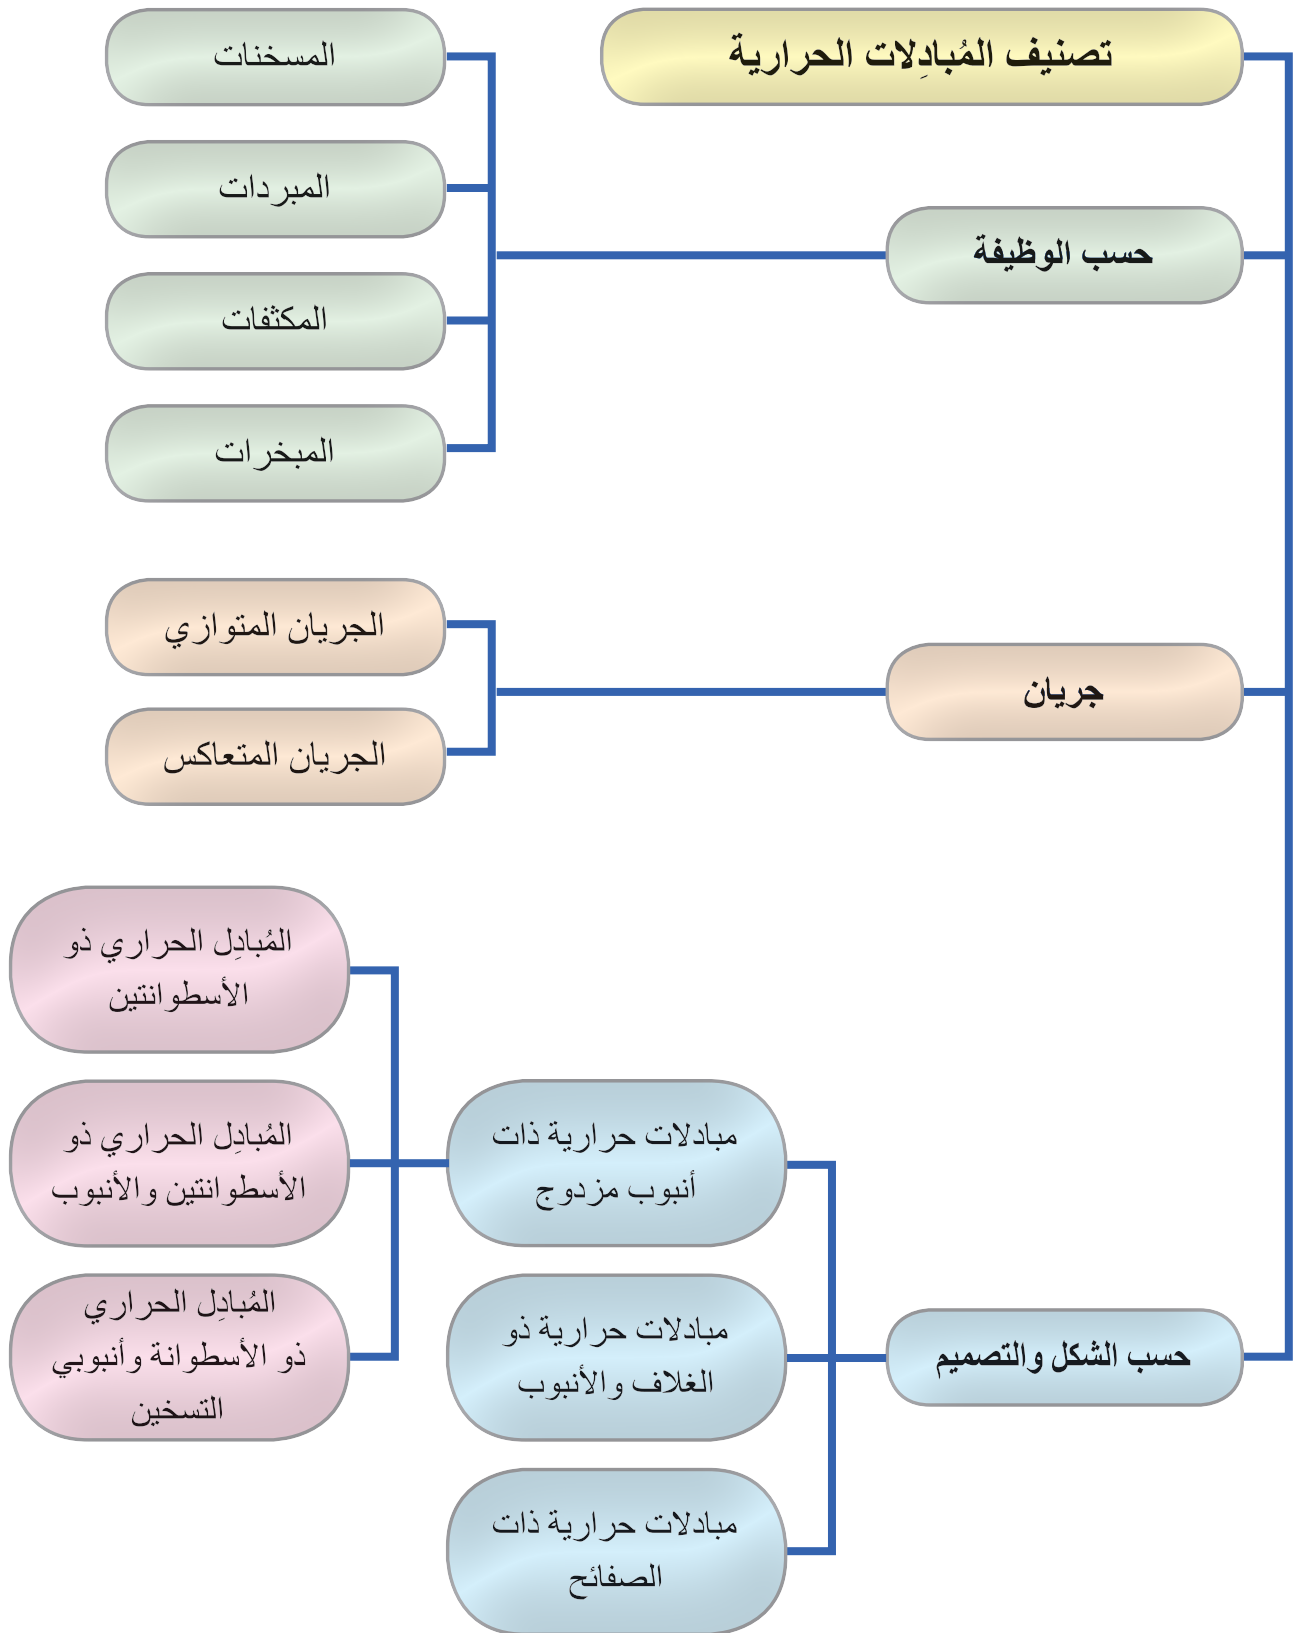 تصنيف المُبادِلات الحرارية
حسب الوظيفة
المسخنات
المبردات
المكثفات
المبخرات
جريان
الجريان المتوازي
الجريان المتعاكس
حسب الشكل والتصميم
مبادلات حرارية ذات
أنبوب مزدوج
المُبادِل الحراري ذو
الأسطوانتين
المُبادِل الحراري ذو
الأسطوانتين والأنبوب
المُبادِل الحراري
ذو الأسطوانة وأنبوبي
التسخين
مبادلات حرارية ذو
الغلاف والأنبوب
مبادلات حرارية ذات
الصفائح